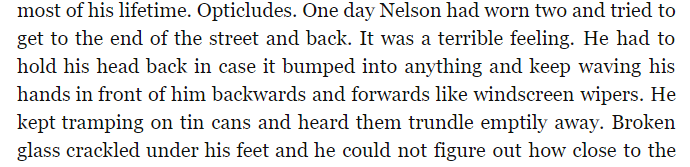 most of his lifetime. Opticludes. One day Nelson had worn two and tried to
get to the end of the street and back. It was a terrible feeling. He had to
hold his head back in case it bumped into anything and keep waving his
hands in front of him backwards and forwards like windscreen wipers. He
kept tramping on tin cans and heard them trundle emptily away. Broken
glass crackled under his feet and he could not figure out how close to the